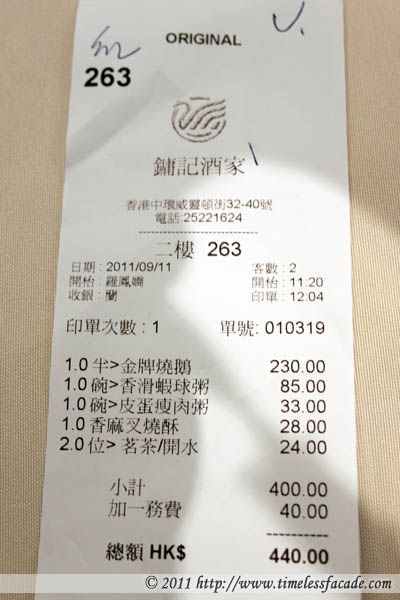 ORIGINAL
263
鏞記酒家
香港中環威靈頓街32-40號
電話:25221624
二樓 263
日期 : 2011/09/11 客數 : 2
開枱 : 羅鳳嬌 開枱 : 11:20
收銀 : 蘭 印單 : 12:04
印單次數 : 1 單號: 010319
1.0 半>金牌燒鵝 230.00
1.0 碗>香滑蝦球粥 85.00
1.0 碗>皮蛋瘦肉粥 33.00
1.0 香麻叉燒酥 28.00
2.0 位> 茗茶/開水 24.00
小計 400.00
加一務費 40.00
總額 HK$ 440.00
© 2011 http://www.timelessfacade.com